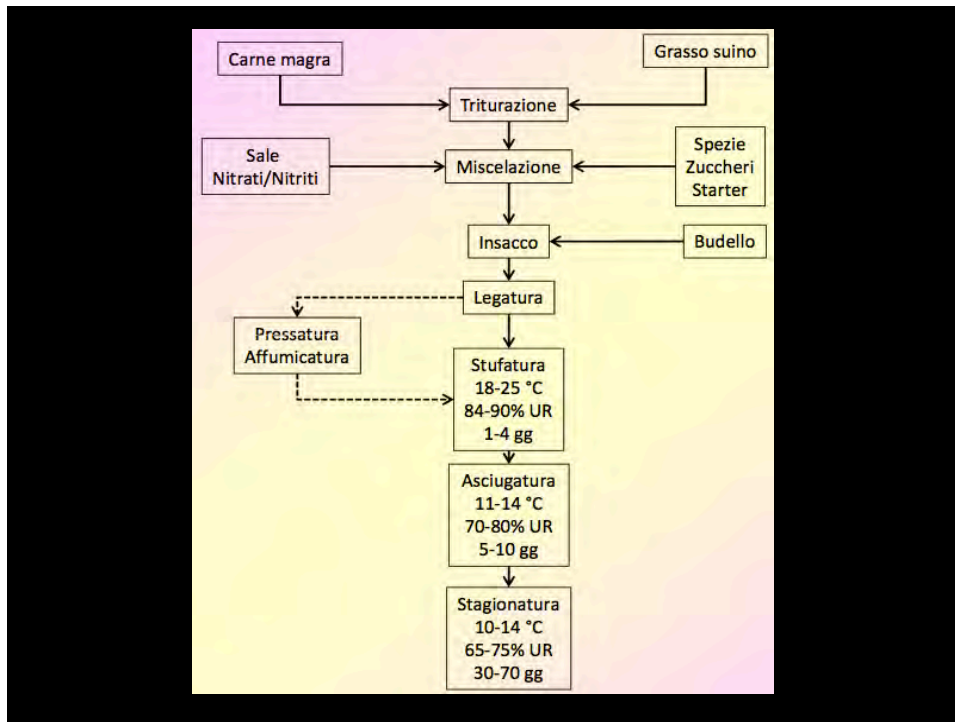 Carne magra
Grasso suino
Triturazione
Sale
Nitrati/Nitriti
Miscelazione
Spezie
Zuccheri
Starter
Insacco
Budello
Legatura
Pressatura
Affumicatura
Stufatura
18-25 °C
84-90% UR
1-4 gg
Asciugatura
11-14 °C
70-80% UR
5-10 gg
Stagionatura
10-14 °C
65-75% UR
30-70 gg